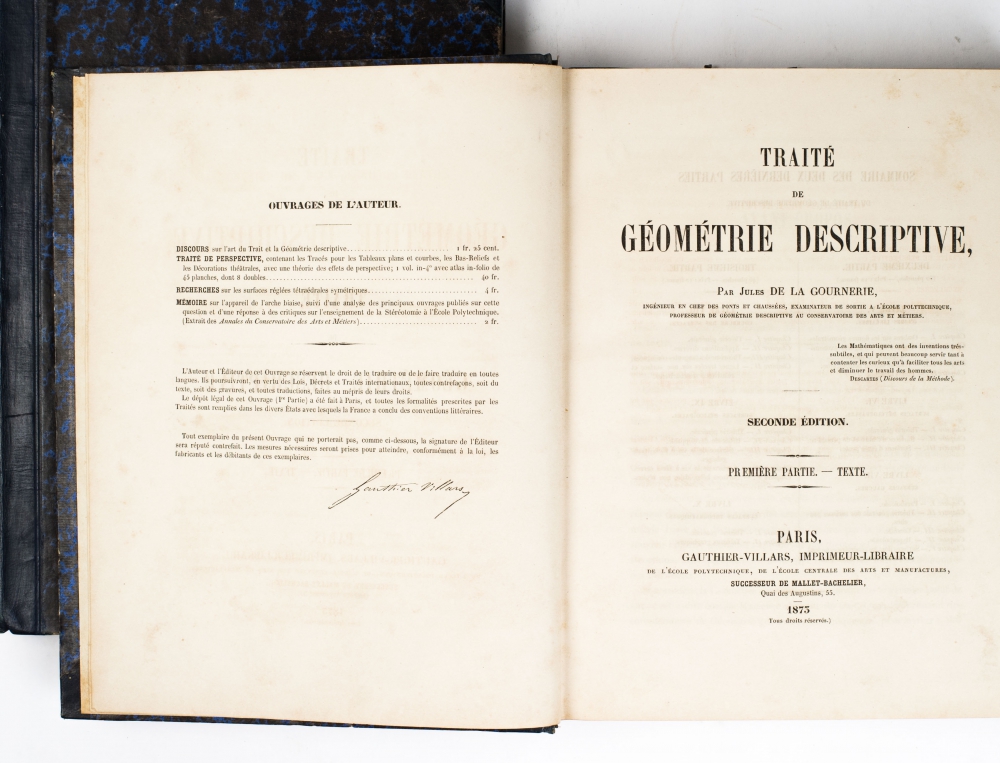 OUVRAGES DE L'AUTEUR.
DISCOURS sur l'art du Trait et la Géométrie descriptive........................ 1 fr. 25 cent.
TRAITÉ DE PERSPECTIVE, contenant les Tracés pour les Tableaux plans et courbes, les Bas-Reliefs et
les Décorations théâtrales, avec une théorie des effets de perspective; 1 vol. in-4° avec atlas in-folio de
45 planches, dont 8 doubles........................ 40 fr.
RECHERCHES sur les surfaces réglées tétraédrales symétriques........................ 4 fr.
MÉMOIRE sur l'appareil de l'arche biaise, suivi d'une analyse des principaux ouvrages publiés sur cette
question et d'une réponse à des critiques sur l'enseignement de la Stéréotomie à l'École Polytechnique.
(Extrait des Annales du Conservatoire des Arts et Métiers)........................ 2 fr.
L'Auteur et l'Éditeur de cet Ouvrage se réservent le droit de le traduire ou de le faire traduire en toutes
langues. Ils poursuivront, en vertu des Lois, Décrets et Traités internationaux, toutes contrefaçons, soit du
texte, soit des gravures, et toutes traductions, faites au mépris de leurs droits.
Le dépôt légal de cet Ouvrage (Ire Partie) a été fait à Paris, et toutes les formalités prescrites par les
Traités sont remplies dans les divers États avec lesquels la France a conclu des conventions littéraires.
Tout exemplaire du présent Ouvrage qui ne porterait pas, comme ci-dessous, la signature de l'Éditeur
sera réputé contrefait. Les mesures nécessaires seront prises pour atteindre, conformément à la loi, les
fabricants et les débitants de ces exemplaires.
Gauthier Villars
TRAITÉ
DE
GÉOMÉTRIE DESCRIPTIVE,
PAR JULES DE LA GOURNERIE,
INGÉNIEUR EN CHEF DES PONTS ET CHAUSSÉES, EXAMINATEUR DE SORTIE A L'ÉCOLE POLYTECHNIQUE,
PROFESSEUR DE GÉOMÉTRIE DESCRIPTIVE AU CONSERVATOIRE DES ARTS ET MÉTIERS.
Les Mathématiques ont des inventions très-
subtiles, et qui peuvent beaucoup servir tant à
contenter les curieux qu'à faciliter tous les arts
et diminuer le travail des hommes.
DESCARTES (Discours de la Méthode).
SECONDE ÉDITION.
PREMIÈRE PARTIE. — TEXTE.
PARIS,
GAUTHIER-VILLARS, IMPRIMEUR-LIBRAIRE
DE L'ÉCOLE POLYTECHNIQUE, DE L'ÉCOLE CENTRALE DES ARTS ET MANUFACTURES,
SUCCESSEUR DE MALLET-BACHELIER,
Quai des Augustins, 55.
1873
Tous droits réservés.)